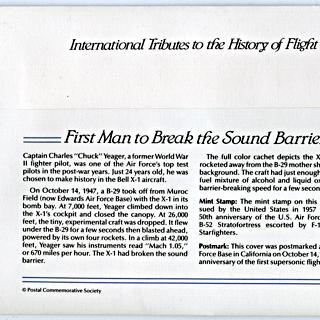 International Tributes to the History of Flight
First Man to Break the Sound Barrie
Captain Charles "Chuck" Yeager, a former World War
II fighter pilot, was one of the Air Force's top test
pilots in the post-war years. Just 24 years old, he was
chosen to make history in the Bell X-1 aircraft.
On October 14, 1947, a B-29 took off from Muroc
Field (now Edwards Air Force Base) with the X-1 in its
bomb bay. At 7,000 feet, Yeager climbed down into
the X-1's cockpit and closed the canopy. At 26,000
feet, the tiny, experimental craft was dropped. It flew
under the B-29 for a few seconds then blasted ahead,
powered by its own four rockets. In a climb at 42,000
feet, Yeager saw his instruments read "Mach 1.05,"
or 670 miles per hour. The X-1 had broken the sound
barrier.
The full color cachet depicts the X
rocketed away from the B-29 mother sh
background. The craft had just enough
fuel mixture of alcohol and liquid o
barrier-breaking speed for a few secon
Mint Stamp: The mint stamp on this
sued by the United States in 1957
50th anniversary of the U.S. Air Forc
B-52 Stratofortress escorted by F-1
Starfighters.
Postmark: This cover was postmarked a
Force Base in California on October 14,
anniversary of the first supersonic flight
© Postal Commemorative Society